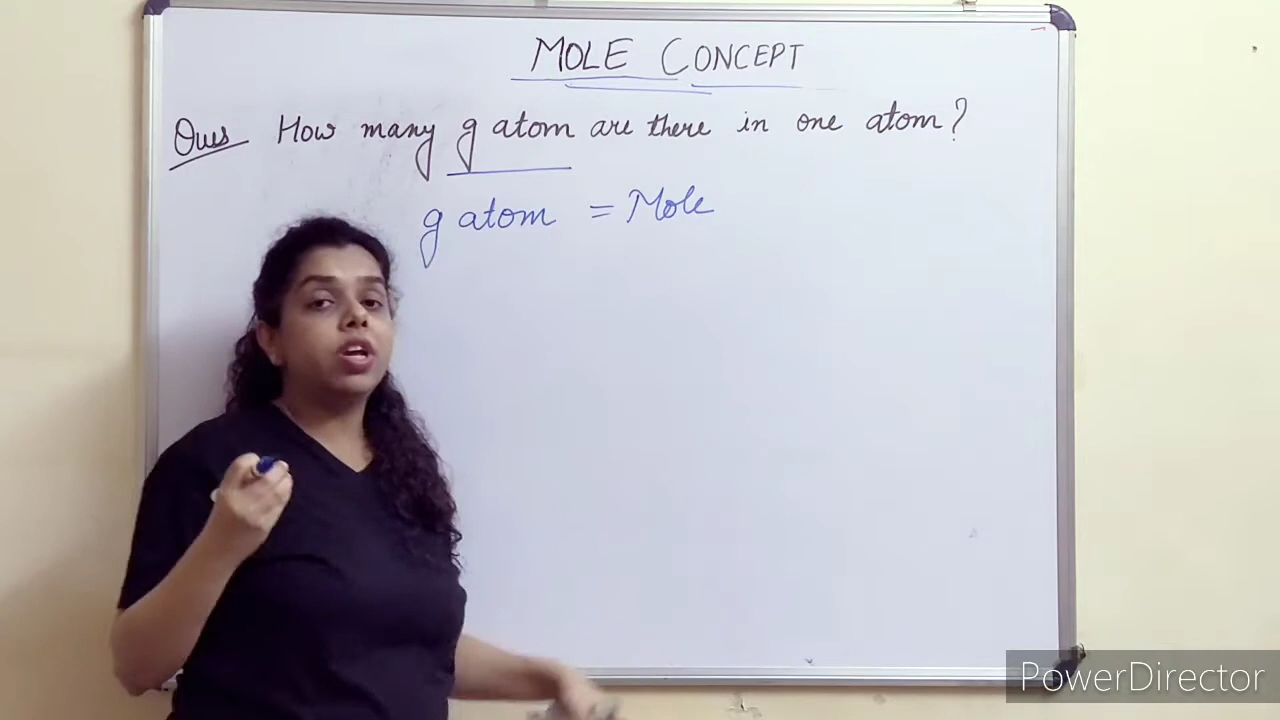 MOLE CONCEPT
Ques How many g atom are there in one atom?
g atom = Mole
PowerDirector